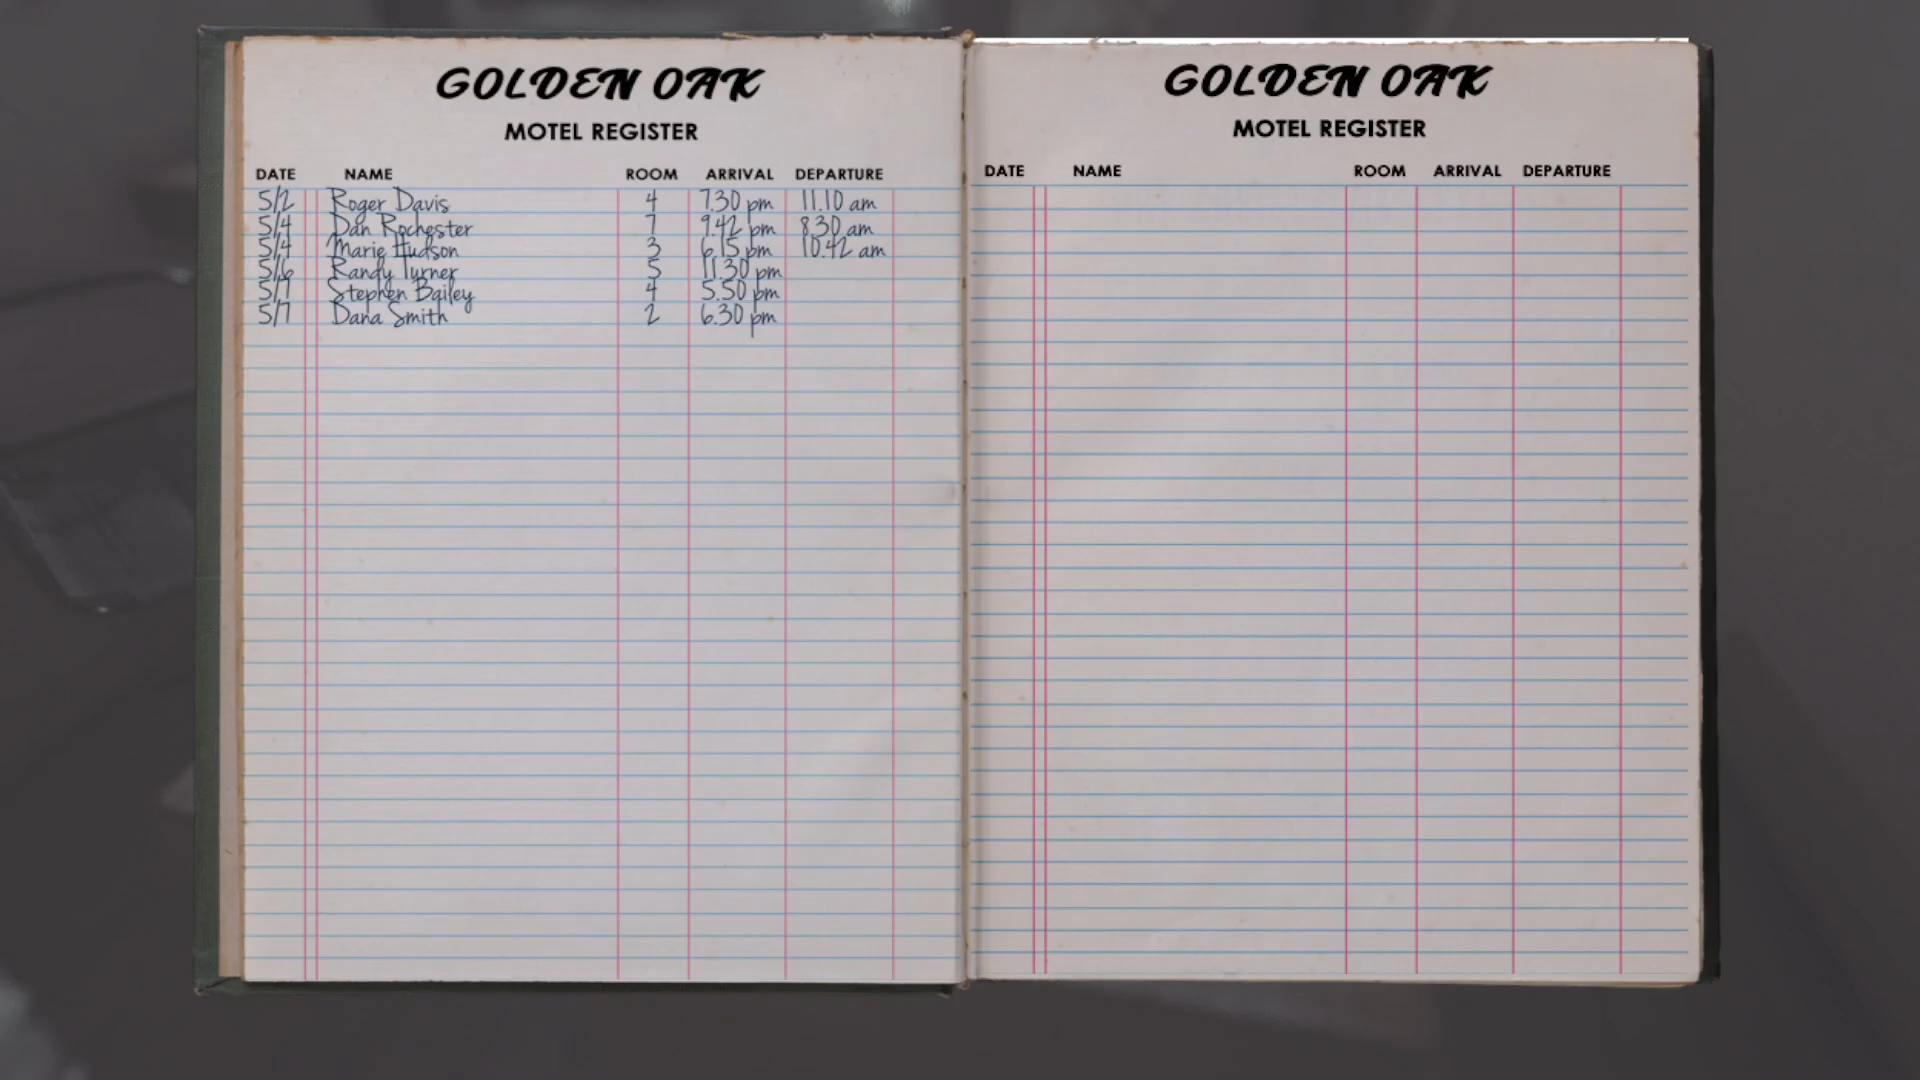 GOLDEN OAK
MOTEL REGISTER
DATE NAME ROOM ARRIVAL DEPARTURE
5/2 Roger Davis 4 7.30 pm 11.10 am
5/4 Dan Rochester 7 9.42 pm 8.30 am
5/4 Marie Hudson 3 6.15 pm 10.42 am
5/6 Randy Turner 5 11.30 pm
5/7 Stephen Bailey 4 5.50 pm
5/7 Dana Smith 2 6.30 pm
GOLDEN OAK
MOTEL REGISTER
DATE NAME ROOM ARRIVAL DEPARTURE